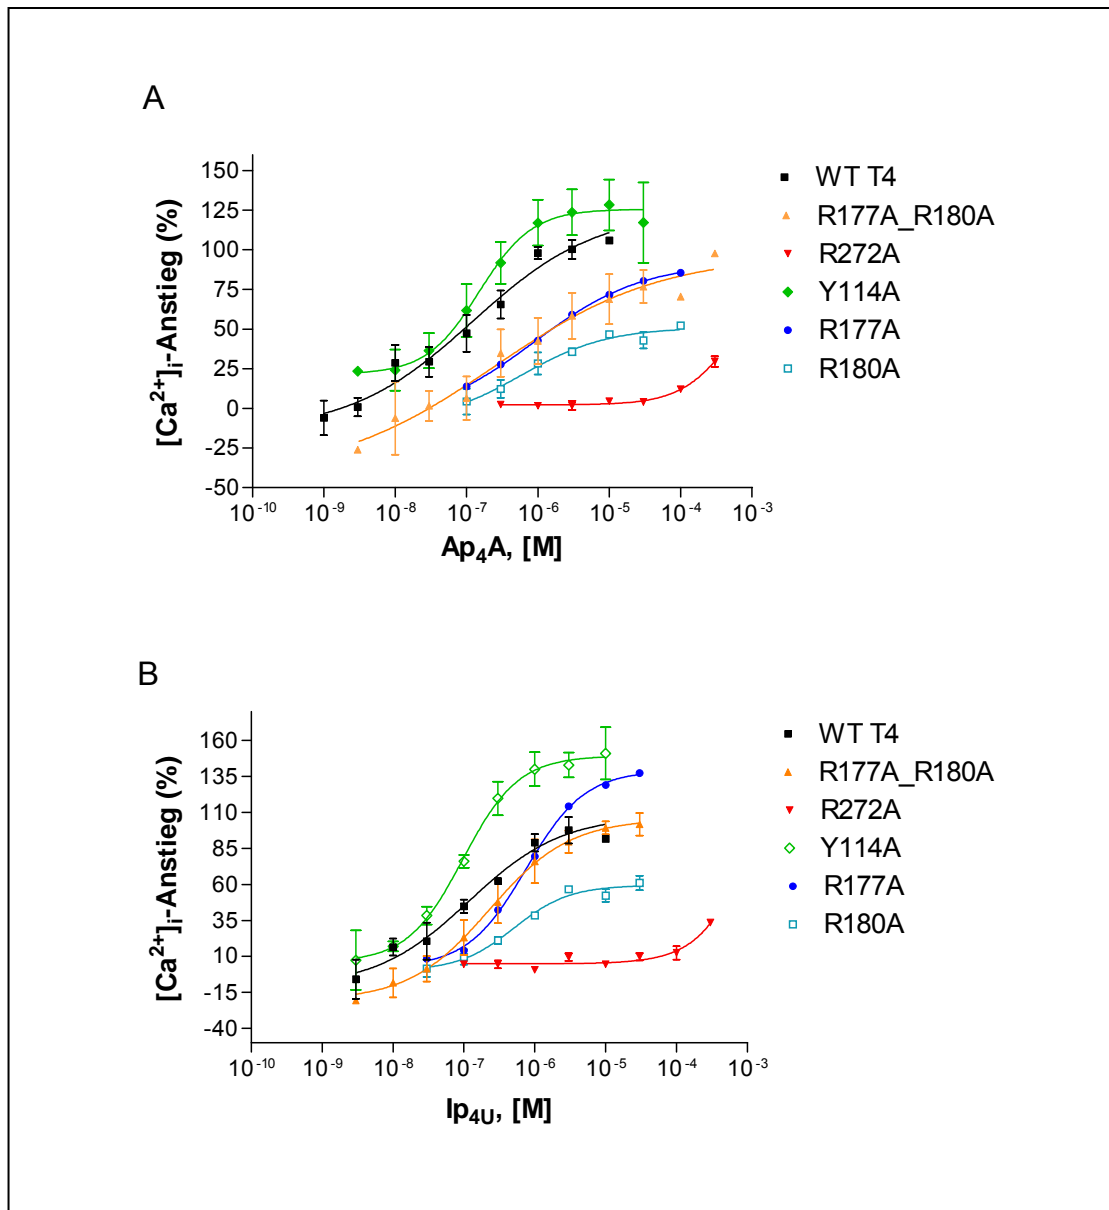 A
[Ca²⁺]ᵢ-Anstieg (%)
150
125
100
75
50
25
0
-25
-50
10⁻¹⁰ 10⁻⁹ 10⁻⁸ 10⁻⁷ 10⁻⁶ 10⁻⁵ 10⁻⁴ 10⁻³
Ap₄A, [M]
WT T4
R177A_R180A
R272A
Y114A
R177A
R180A
B
[Ca²⁺]ᵢ-Anstieg (%)
160
135
110
85
60
35
10
-15
-40
10⁻¹⁰ 10⁻⁹ 10⁻⁸ 10⁻⁷ 10⁻⁶ 10⁻⁵ 10⁻⁴ 10⁻³
Ip₄U, [M]
WT T4
R177A_R180A
R272A
Y114A
R177A
R180A